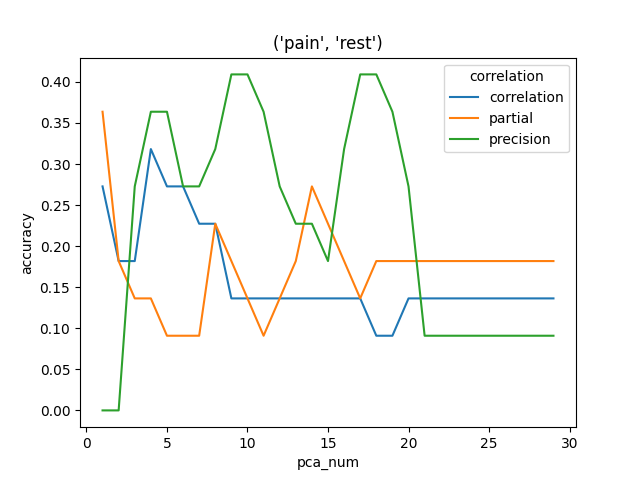 ('pain', 'rest')
correlation
correlation
partial
precision
accuracy
0.40
0.35
0.30
0.25
0.20
0.15
0.10
0.05
0.00
0 5 10 15 20 25 30
pca_num